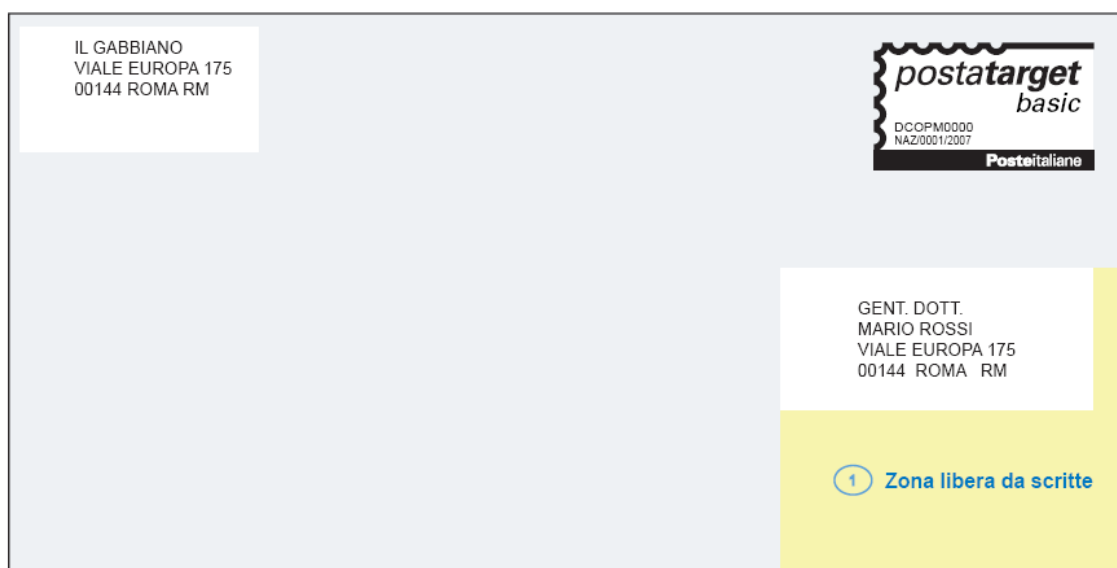 IL GABBIANO
VIALE EUROPA 175
00144 ROMA RM
postatarget
basic
DCOPM0000
NAZ/0001/2007
Posteitaliane
GENT. DOTT.
MARIO ROSSI
VIALE EUROPA 175
00144 ROMA RM
1 Zona libera da scritte